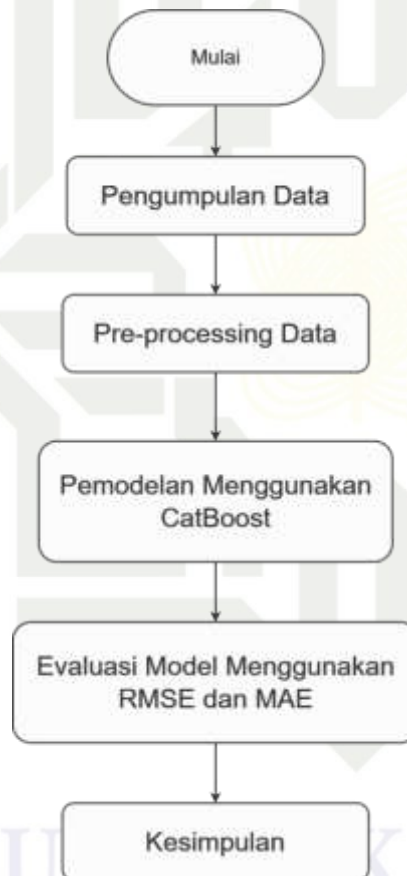 Mulai
Pengumpulan Data
Pre-processing Data
Pemodelan Menggunakan
CatBoost
Evaluasi Model Menggunakan
RMSE dan MAE
Kesimpulan